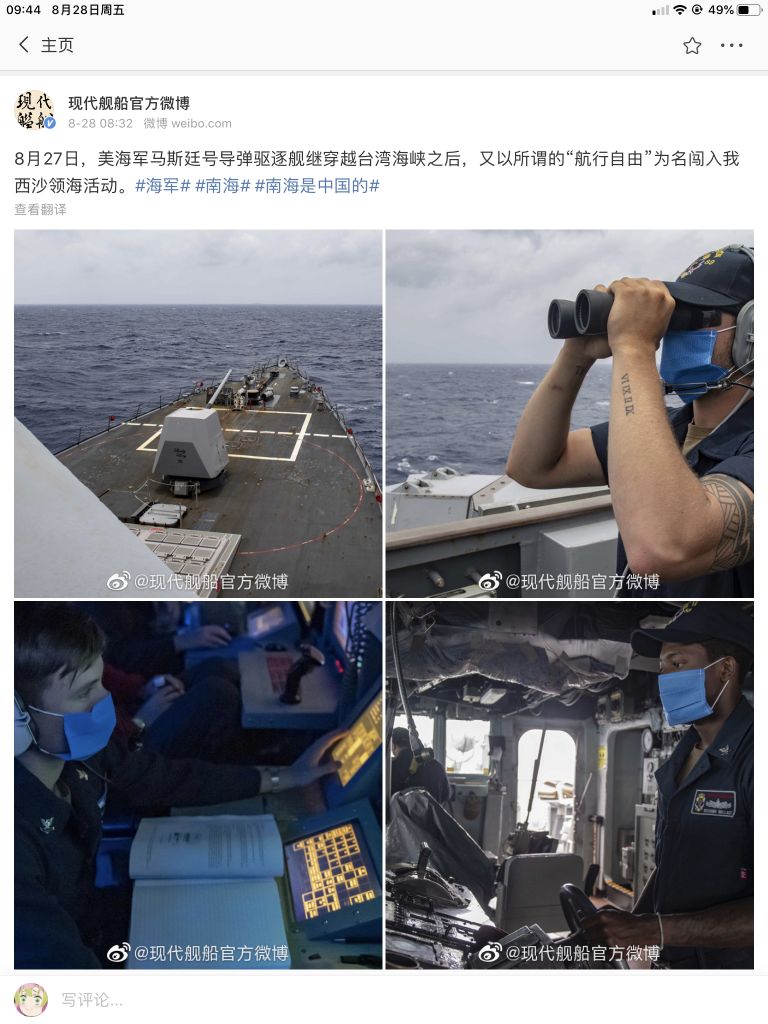 09:44 8月28日周五
49%
主页
現代
艦船
现代舰船官方微博
8-28 08:32 微博 weibo.com
8月27日，美海军马斯廷号导弹驱逐舰继穿越台湾海峡之后，又以所谓的“航行自由”为名闯入我
西沙领海活动。#海军# #南海# #南海是中国的#
查看翻译
VI IX II IX
@现代舰船官方微博
@现代舰船官方微博
@现代舰船官方微博
@现代舰船官方微博
写评论...